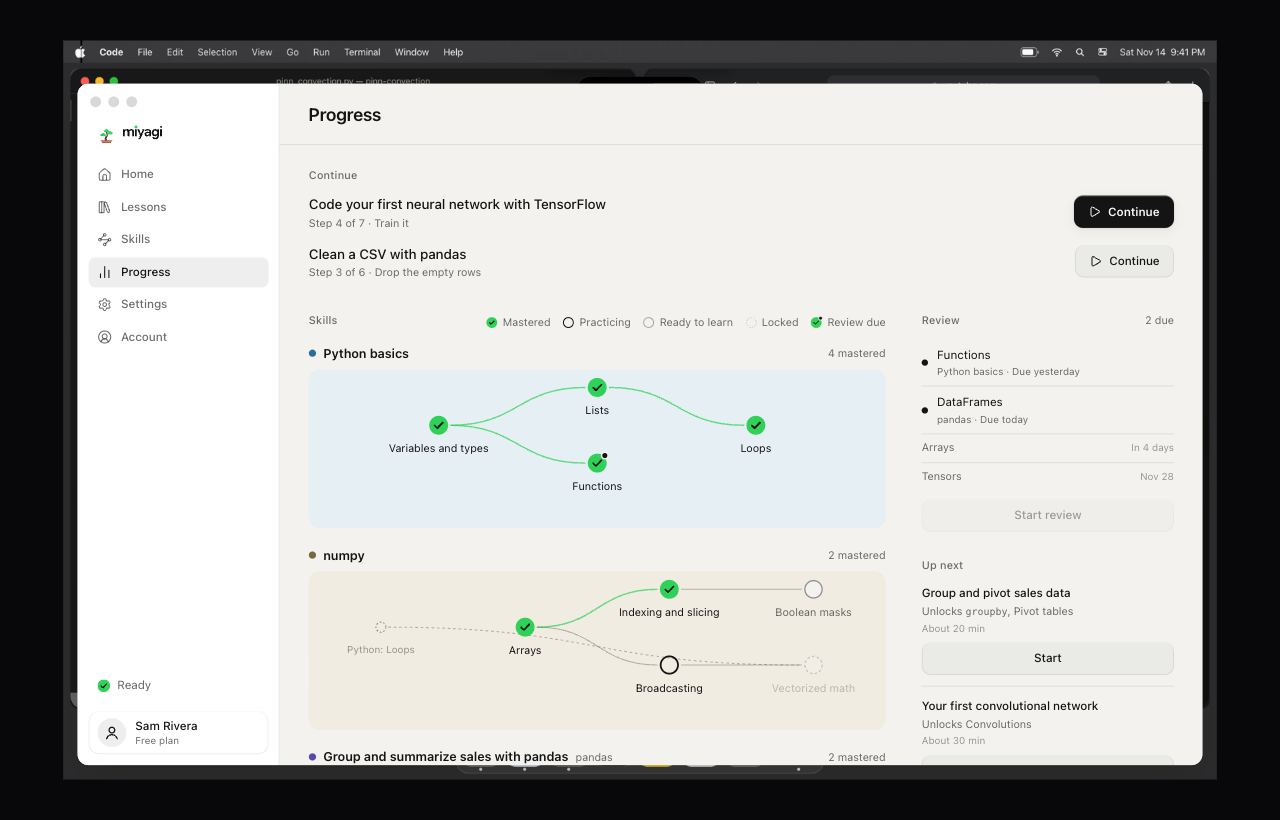 Code File Edit Selection View Go Run Terminal Window Help
Sat Nov 14 9:41 PM
pinn_convection.py — pinn-convection
miyagi
Home
Lessons
Skills
Progress
Settings
Account
Ready
Sam Rivera
Free plan
Progress
Continue
Code your first neural network with TensorFlow
Step 4 of 7 · Train it
Continue
Clean a CSV with pandas
Step 3 of 6 · Drop the empty rows
Continue
Skills
Mastered Practicing Ready to learn Locked Review due
Python basics
4 mastered
Lists
Variables and types
Loops
Functions
numpy
2 mastered
Indexing and slicing
Boolean masks
Python: Loops
Arrays
Broadcasting
Vectorized math
Group and summarize sales with pandas pandas
2 mastered
Review
2 due
Functions
Python basics · Due yesterday
DataFrames
pandas · Due today
Arrays
In 4 days
Tensors
Nov 28
Start review
Up next
Group and pivot sales data
Unlocks groupby, Pivot tables
About 20 min
Start
Your first convolutional network
Unlocks Convolutions
About 30 min